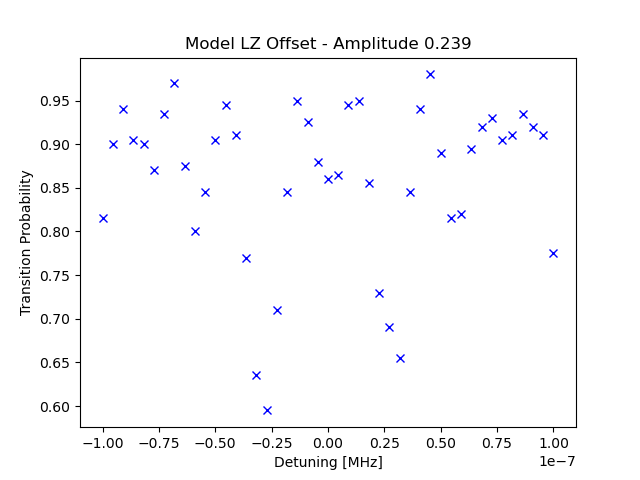 Model LZ Offset - Amplitude 0.239
Transition Probability
0.95
0.90
0.85
0.80
0.75
0.70
0.65
0.60
−1.00 −0.75 −0.50 −0.25 0.00 0.25 0.50 0.75 1.00
1e−7
Detuning [MHz]